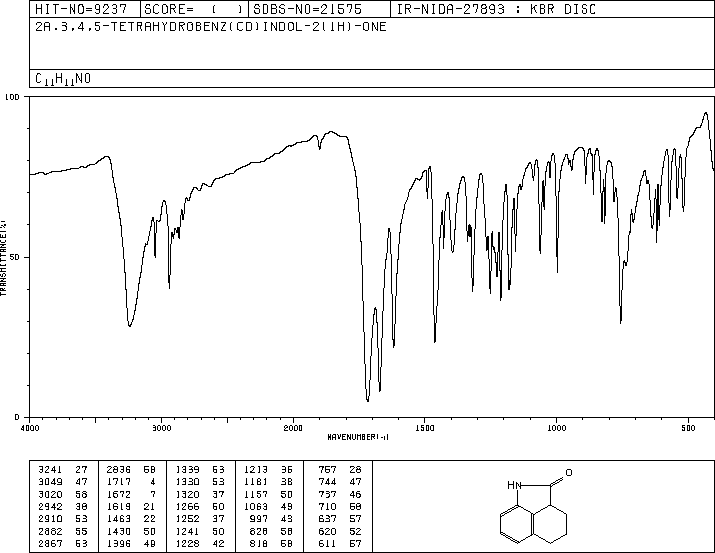 HIT-NO=9237 SCORE= ( ) SDBS-NO=21575 IR-NIDA-27893 : KBR DISC
2A,3,4,5-TETRAHYDROBENZ(CD)INDOL-2(1H)-ONE
C11H11NO
100
50
0
TRANSMITTANCE(%)
4000 3000 2000 1500 1000 500
WAVENUMBER(-1)
3241 27 2836 68 1339 53 1213 36 757 28
3049 47 1717 4 1330 53 1181 38 744 47
3020 58 1672 7 1320 37 1157 50 737 46
2942 38 1619 21 1266 60 1063 49 710 58
2910 53 1463 22 1252 37 997 43 637 57
2882 55 1430 50 1241 50 828 58 620 52
2867 53 1396 49 1228 42 818 58 611 57
HN O